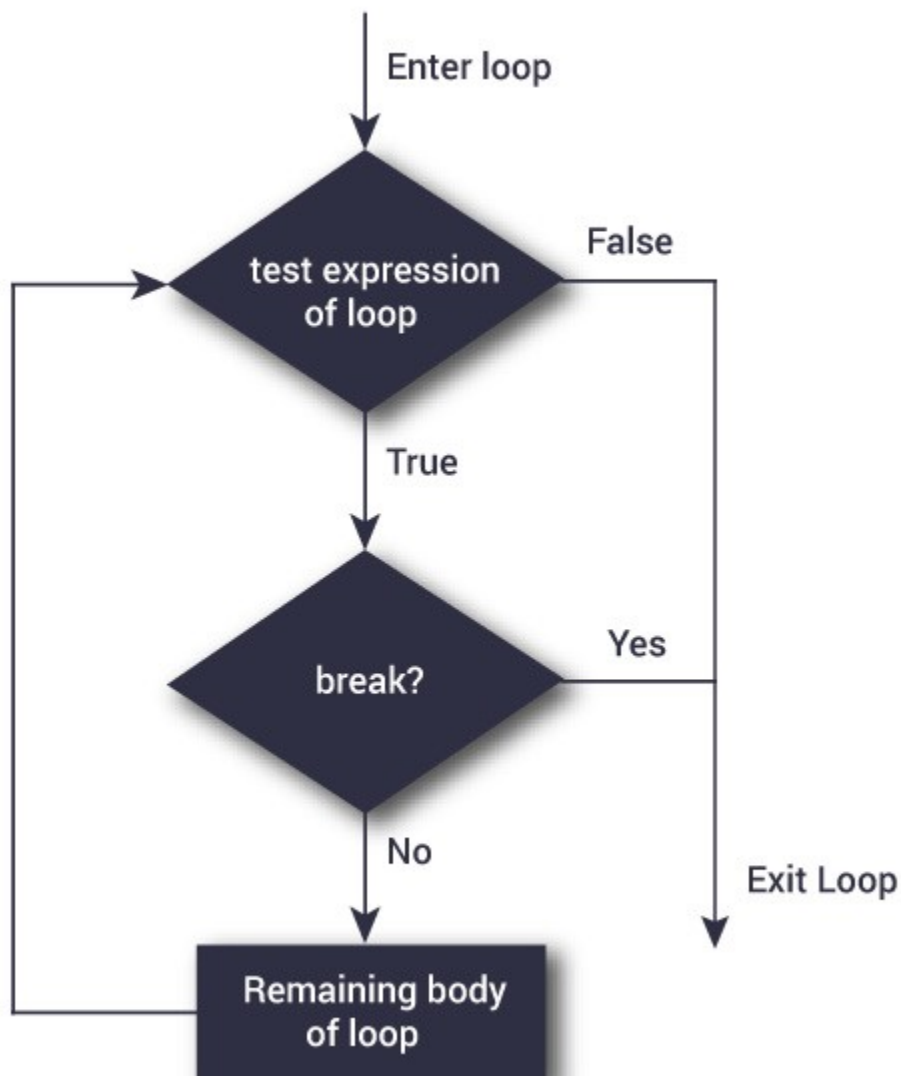 Enter loop
test expression
of loop
False
True
break?
Yes
No
Exit Loop
Remaining body
of loop